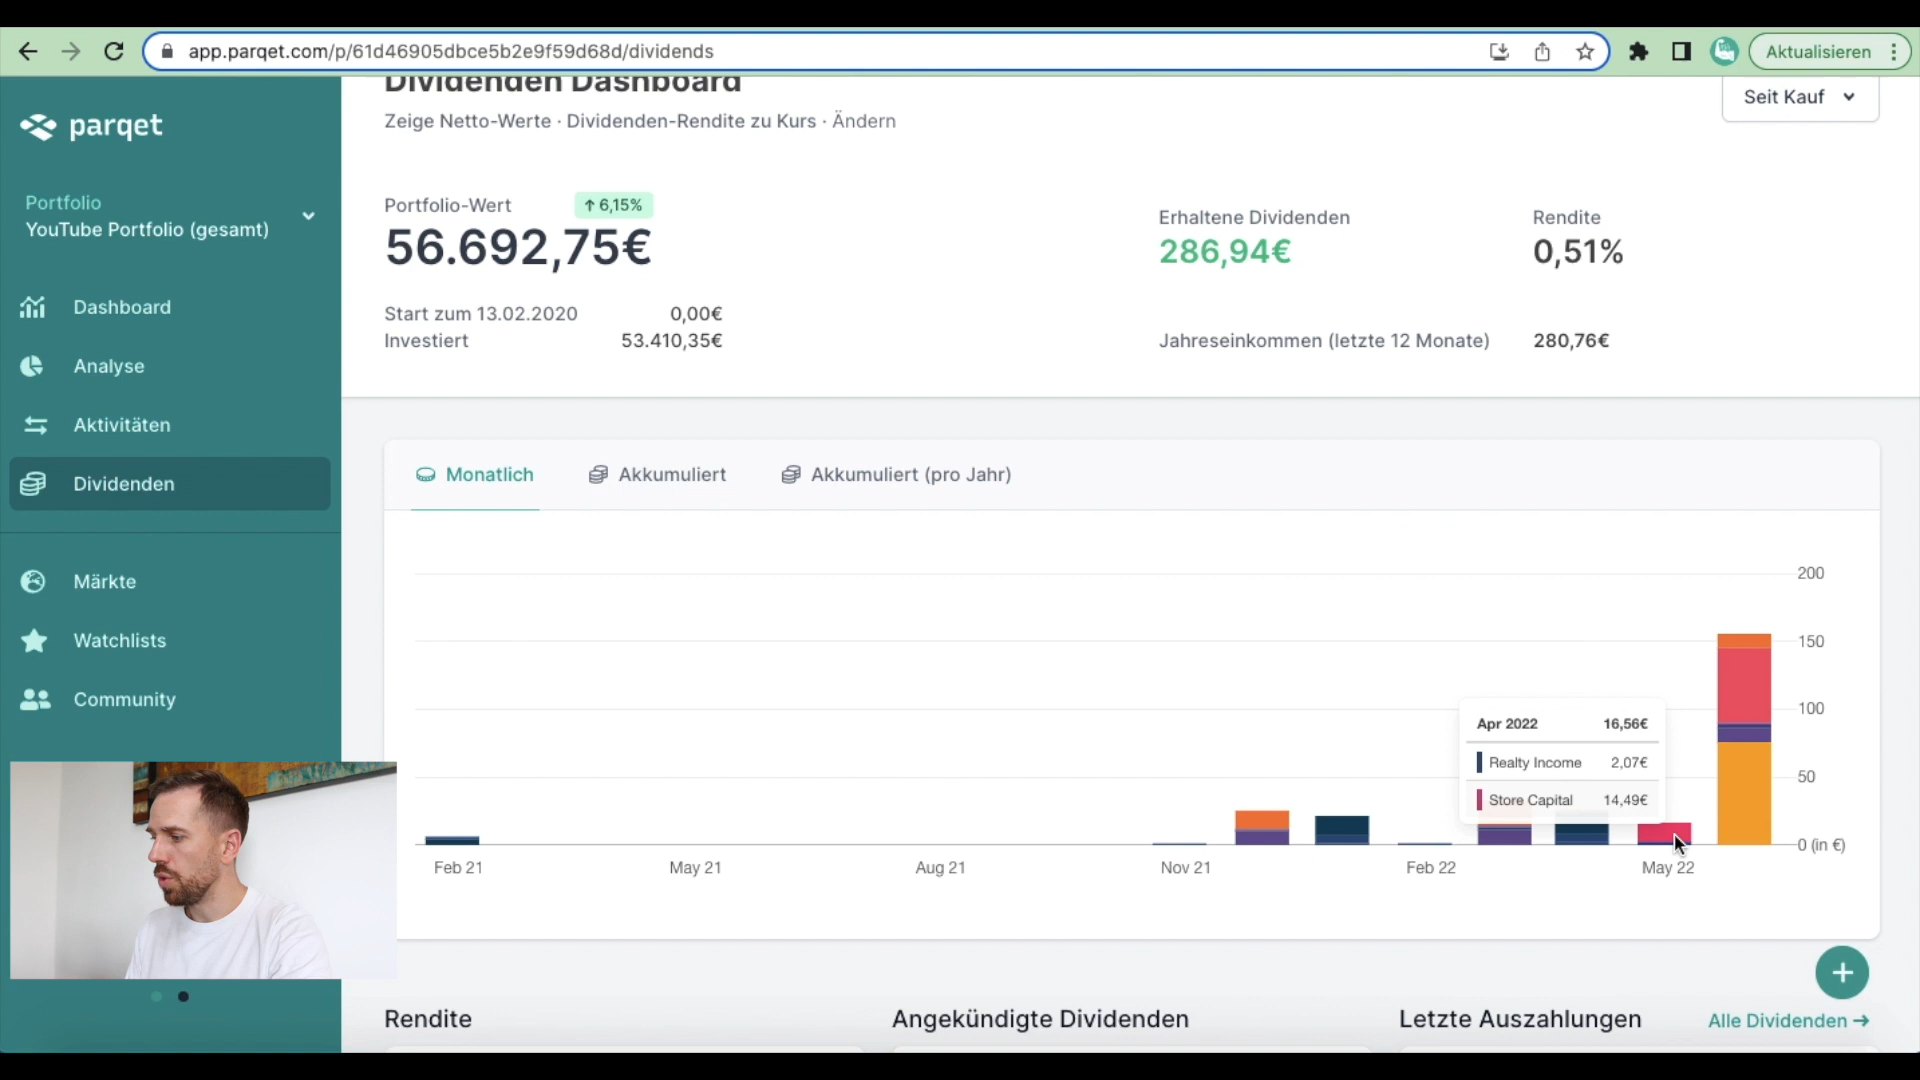 app.parqet.com/p/61d46905dbce5b2e9f59d68d/dividends
Aktualisieren
parqet
Portfolio
YouTube Portfolio (gesamt)
Dashboard
Analyse
Aktivitäten
Dividenden
Märkte
Watchlists
Community
Dividenden Dashboard
Zeige Netto-Werte · Dividenden-Rendite zu Kurs · Ändern
Seit Kauf
Portfolio-Wert
6,15%
56.692,75€
Start zum 13.02.2020 0,00€
Investiert 53.410,35€
Erhaltene Dividenden
286,94€
Rendite
0,51%
Jahreseinkommen (letzte 12 Monate) 280,76€
Monatlich Akkumuliert Akkumuliert (pro Jahr)
200
150
100
50
0 (in €)
Apr 2022 16,56€
Realty Income 2,07€
Store Capital 14,49€
Feb 21 May 21 Aug 21 Nov 21 Feb 22 May 22
Rendite
Angekündigte Dividenden
Letzte Auszahlungen
Alle Dividenden →